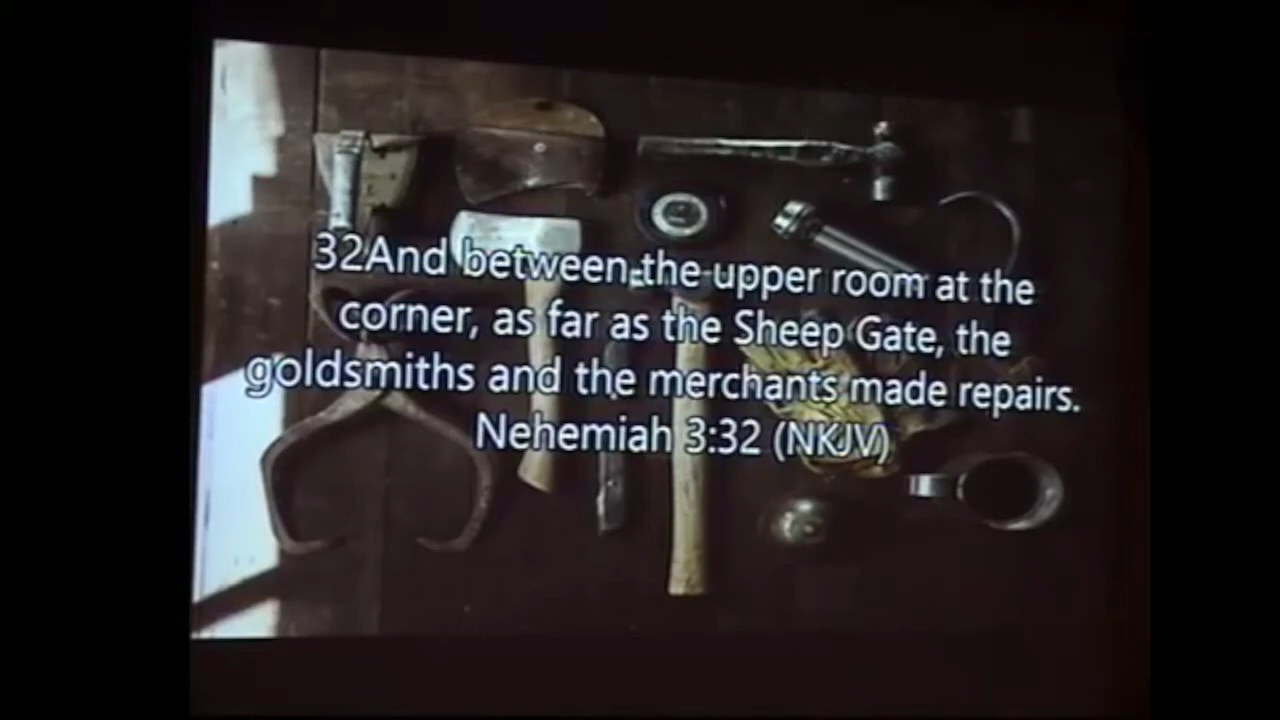 32And between the upper room at the
corner, as far as the Sheep Gate, the
goldsmiths and the merchants made repairs.
Nehemiah 3:32 (NKJV)